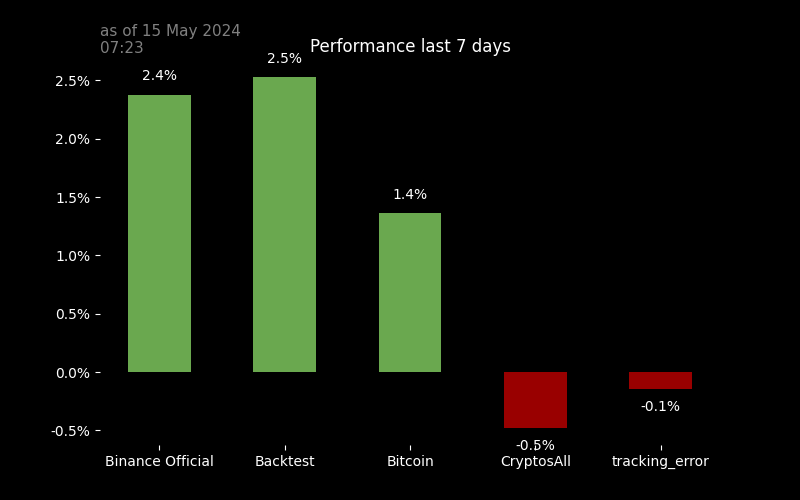 as of 15 May 2024
07:23
Performance last 7 days
2.5%
2.0%
1.5%
1.0%
0.5%
0.0%
-0.5%
2.4%
2.5%
1.4%
-0.5%
-0.1%
Binance Official
Backtest
Bitcoin
CryptosAll
tracking_error